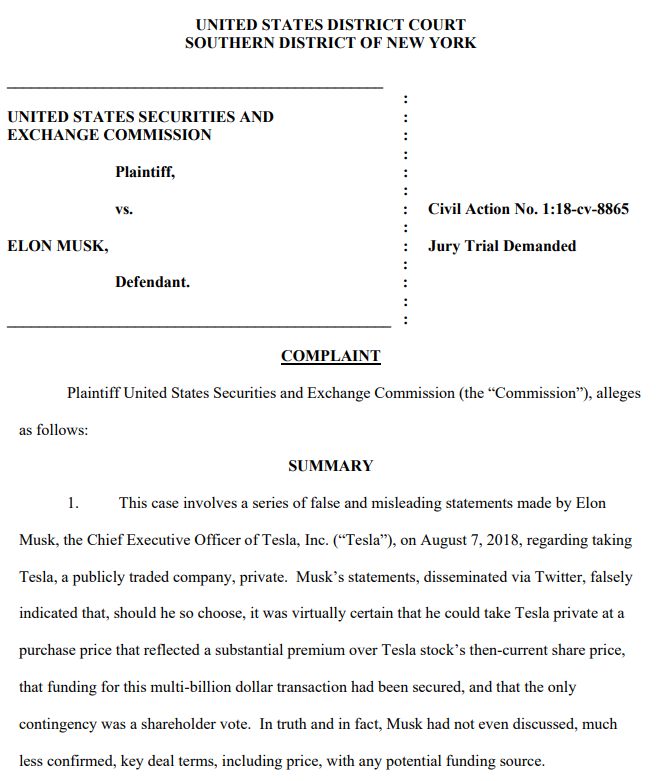 UNITED STATES DISTRICT COURT
SOUTHERN DISTRICT OF NEW YORK
:
UNITED STATES SECURITIES AND :
EXCHANGE COMMISSION :
:
Plaintiff, :
:
vs. : Civil Action No. 1:18-cv-8865
:
ELON MUSK, : Jury Trial Demanded
:
Defendant. :
:
:
COMPLAINT
Plaintiff United States Securities and Exchange Commission (the “Commission”), alleges
as follows:
SUMMARY
1. This case involves a series of false and misleading statements made by Elon
Musk, the Chief Executive Officer of Tesla, Inc. (“Tesla”), on August 7, 2018, regarding taking
Tesla, a publicly traded company, private. Musk’s statements, disseminated via Twitter, falsely
indicated that, should he so choose, it was virtually certain that he could take Tesla private at a
purchase price that reflected a substantial premium over Tesla stock’s then-current share price,
that funding for this multi-billion dollar transaction had been secured, and that the only
contingency was a shareholder vote. In truth and in fact, Musk had not even discussed, much
less confirmed, key deal terms, including price, with any potential funding source.